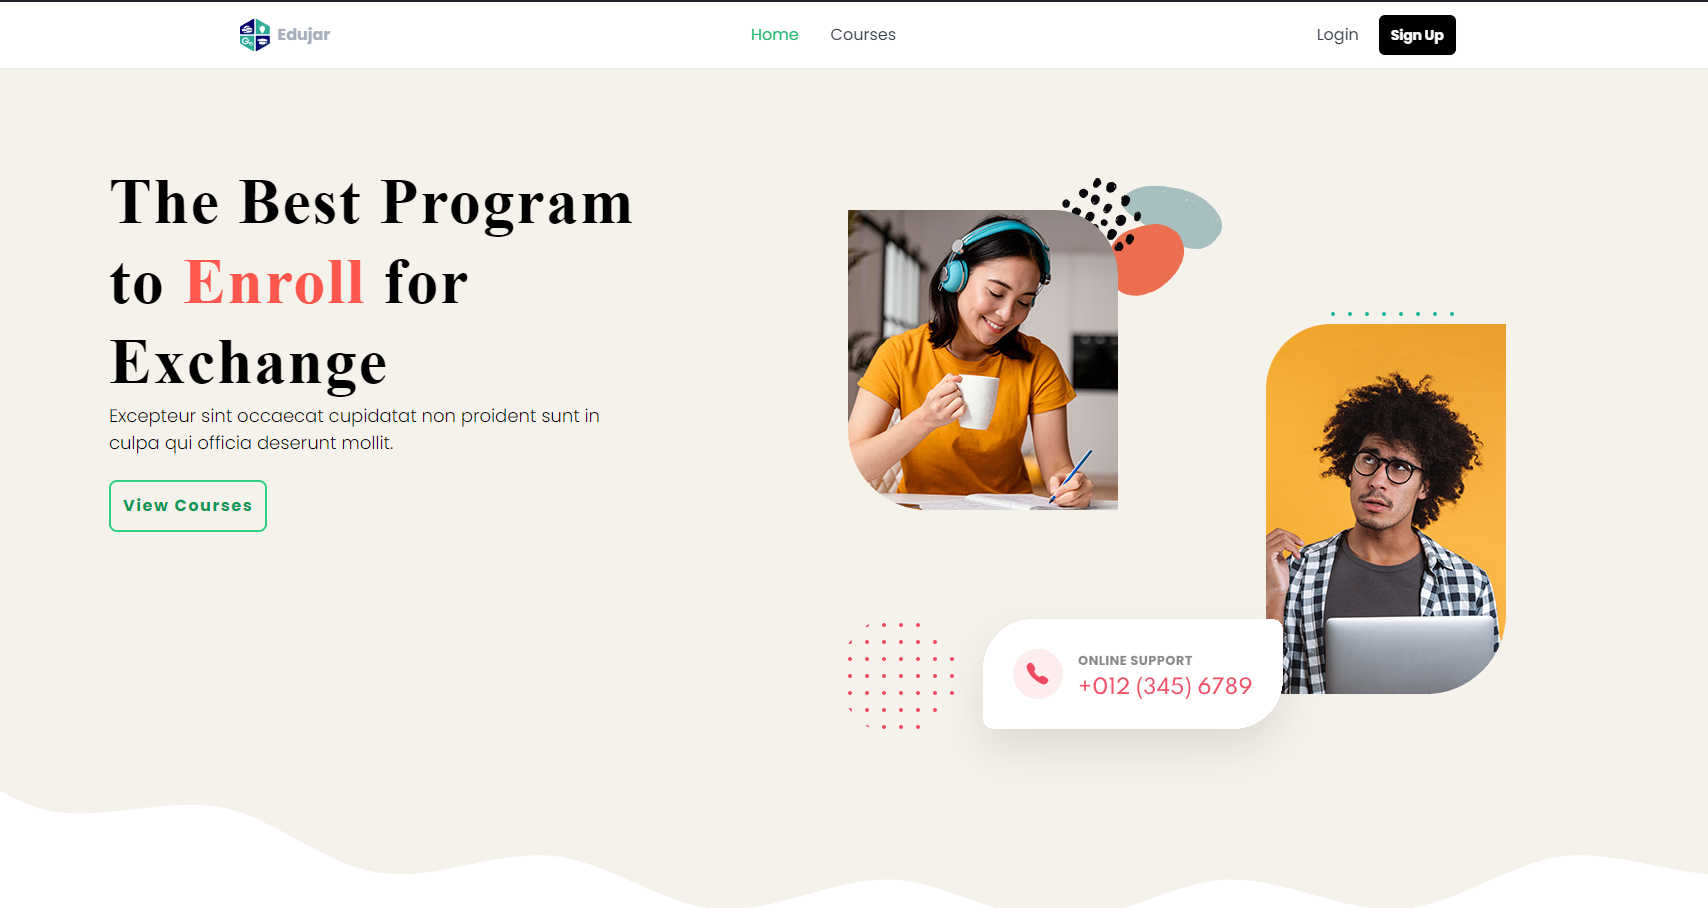 Edujar
Home
Courses
Login
Sign Up
The Best Program
to Enroll for
Exchange
Excepteur sint occaecat cupidatat non proident sunt in
culpa qui officia deserunt mollit.
View Courses
ONLINE SUPPORT
+012 (345) 6789